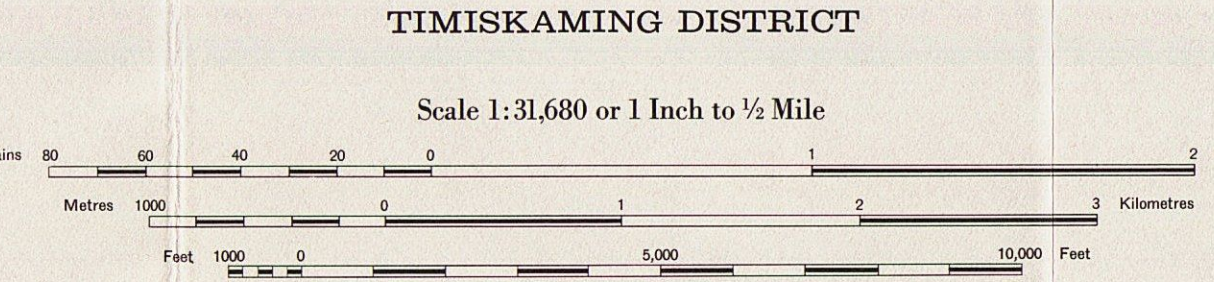 TIMISKAMING DISTRICT
Scale 1:31,680 or 1 Inch to ½ Mile
80 60 40 20 0 1 2
Metres 1000 0 1 2 3 Kilometres
Feet 1000 0 5,000 10,000 Feet